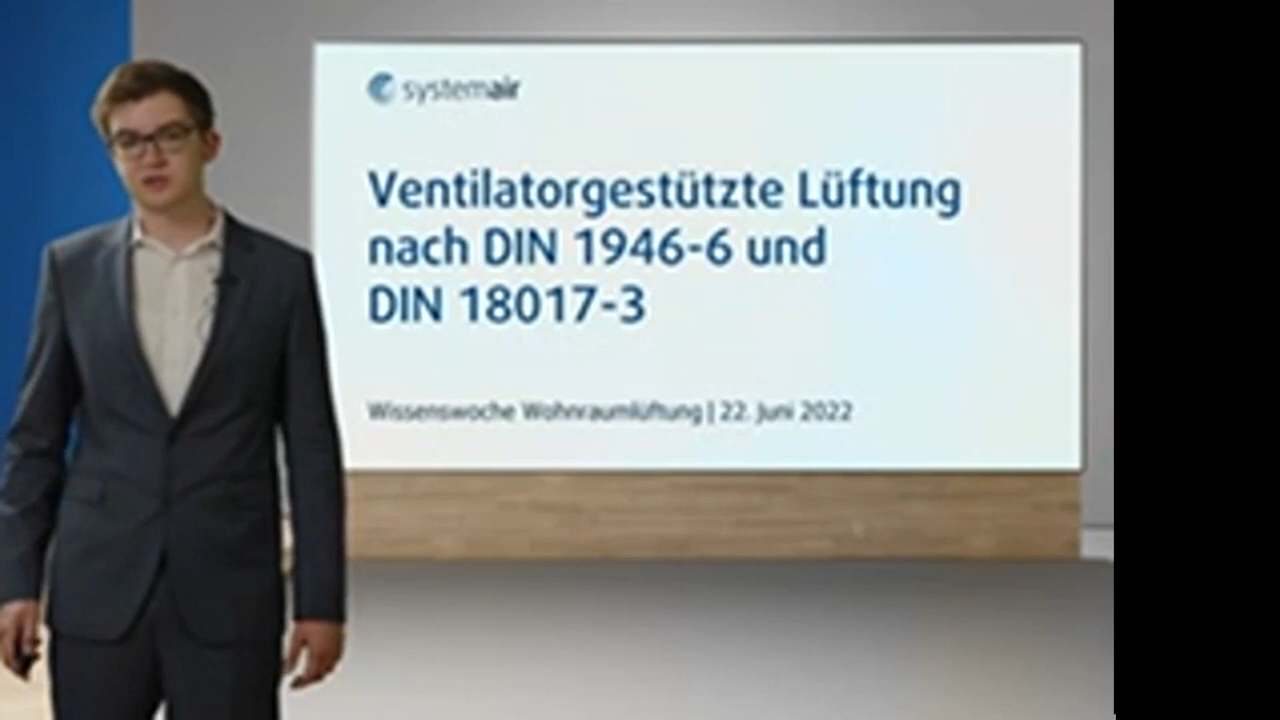 systemair
Ventilatorgestützte Lüftung
nach DIN 1946-6 und
DIN 18017-3
Wissenswoche Wohnraumlüftung | 22. Juni 2022